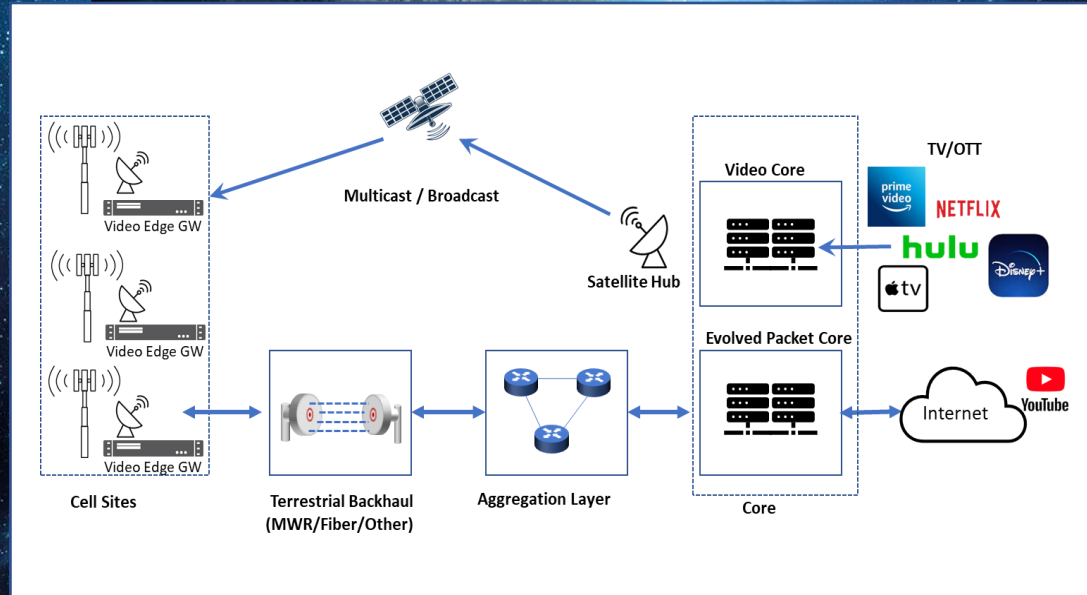 TV/OTT
Video Core
prime
video
NETFLIX
hulu
Disney+
tv
Multicast / Broadcast
Satellite Hub
Video Edge GW
Video Edge GW
Video Edge GW
Evolved Packet Core
Internet
YouTube
Cell Sites
Terrestrial Backhaul
(MWR/Fiber/Other)
Aggregation Layer
Core